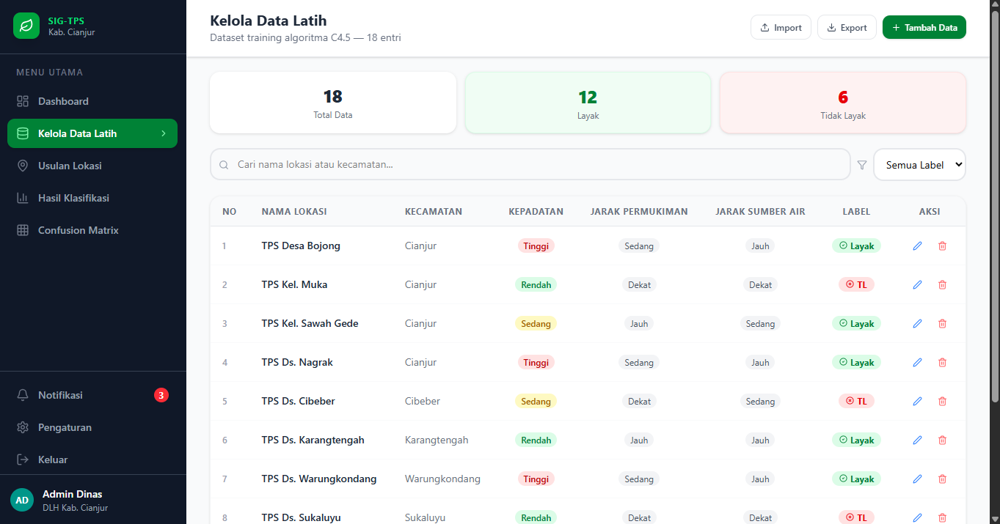 SIG-TPS
Kab. Cianjur
MENU UTAMA
Dashboard
Kelola Data Latih
Usulan Lokasi
Hasil Klasifikasi
Confusion Matrix
Notifikasi 3
Pengaturan
Keluar
AD Admin Dinas
DLH Kab. Cianjur
Kelola Data Latih
Dataset training algoritma C4.5 — 18 entri
Import Export + Tambah Data
18
Total Data
12
Layak
6
Tidak Layak
Cari nama lokasi atau kecamatan...
Semua Label
NO NAMA LOKASI KECAMATAN KEPADATAN JARAK PERMUKIMAN JARAK SUMBER AIR LABEL AKSI
1 TPS Desa Bojong Cianjur Tinggi Sedang Jauh Layak
2 TPS Kel. Muka Cianjur Rendah Dekat Dekat TL
3 TPS Kel. Sawah Gede Cianjur Sedang Jauh Sedang Layak
4 TPS Ds. Nagrak Cianjur Tinggi Sedang Jauh Layak
5 TPS Ds. Cibeber Cibeber Sedang Dekat Sedang TL
6 TPS Ds. Karangtengah Karangtengah Rendah Jauh Jauh Layak
7 TPS Ds. Warungkondang Warungkondang Tinggi Sedang Jauh Layak
8 TPS Ds. Sukaluyu Sukaluyu Rendah Dekat Dekat TL